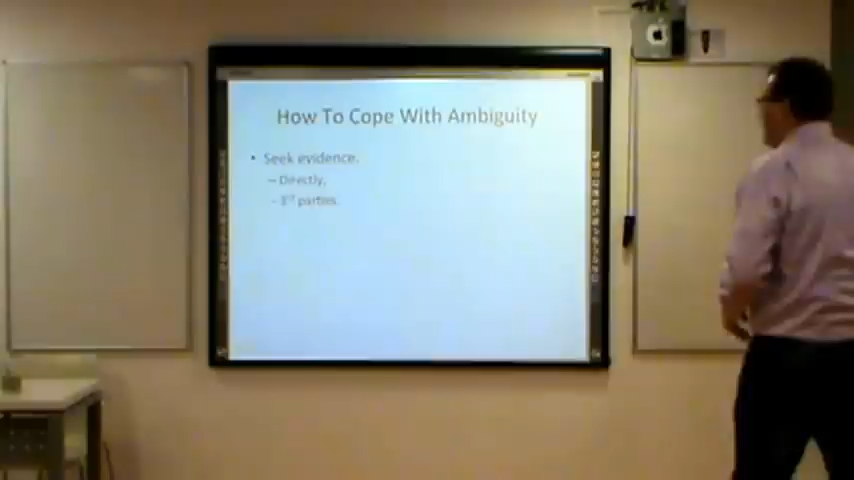 How To Cope With Ambiguity
• Seek evidence.
– Directly.
- 3rd parties.